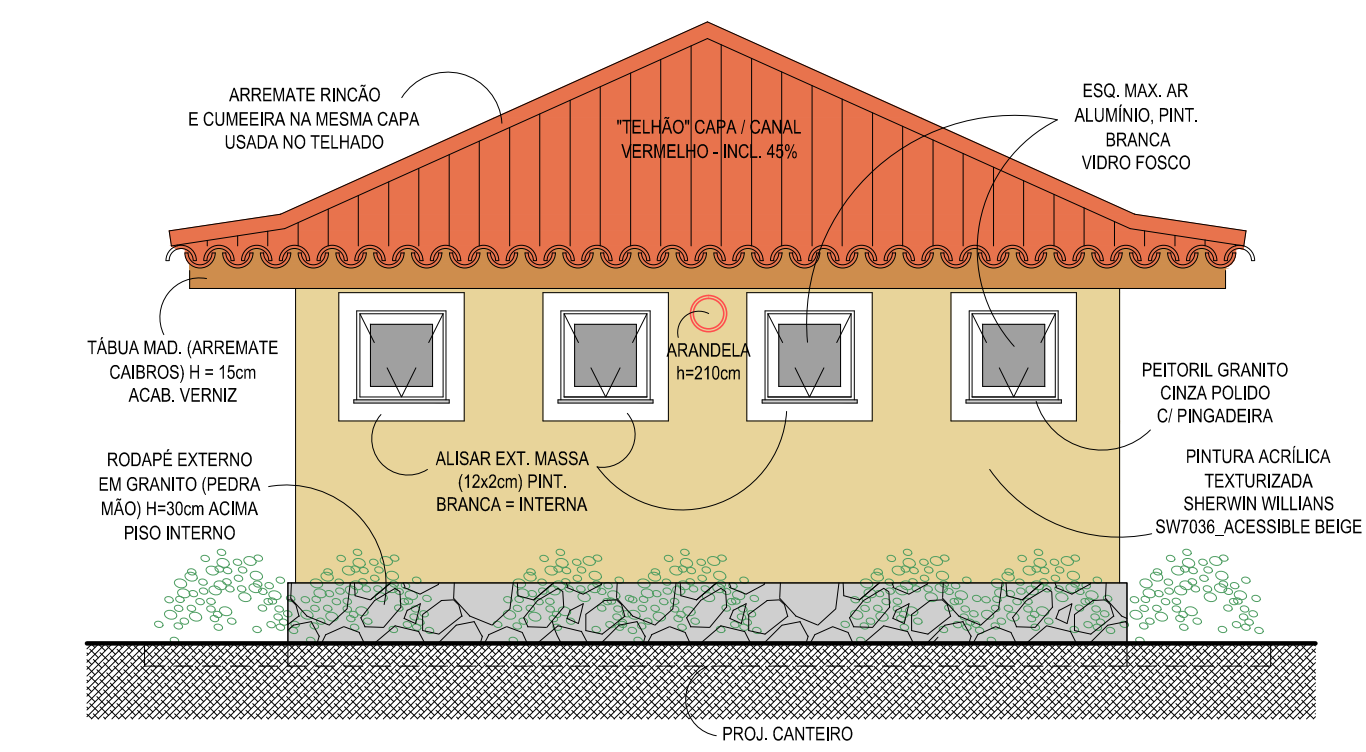 ARREMATE RINCÃO
E CUMEEIRA NA MESMA CAPA
USADA NO TELHADO
"TELHÃO" CAPA / CANAL
VERMELHO - INCL. 45%
ESQ. MAX. AR
ALUMÍNIO, PINT.
BRANCA
VIDRO FOSCO
TÁBUA MAD. (ARREMATE
CAIBROS) H = 15cm
ACAB. VERNIZ
ARANDELA
h=210cm
PEITORIL GRANITO
CINZA POLIDO
C/ PINGADEIRA
RODAPÉ EXTERNO
EM GRANITO (PEDRA
MÃO) H=30cm ACIMA
PISO INTERNO
ALISAR EXT. MASSA
(12x2cm) PINT.
BRANCA = INTERNA
PINTURA ACRÍLICA
TEXTURIZADA
SHERWIN WILLIANS
SW7036_ACESSIBLE BEIGE
PROJ. CANTEIRO